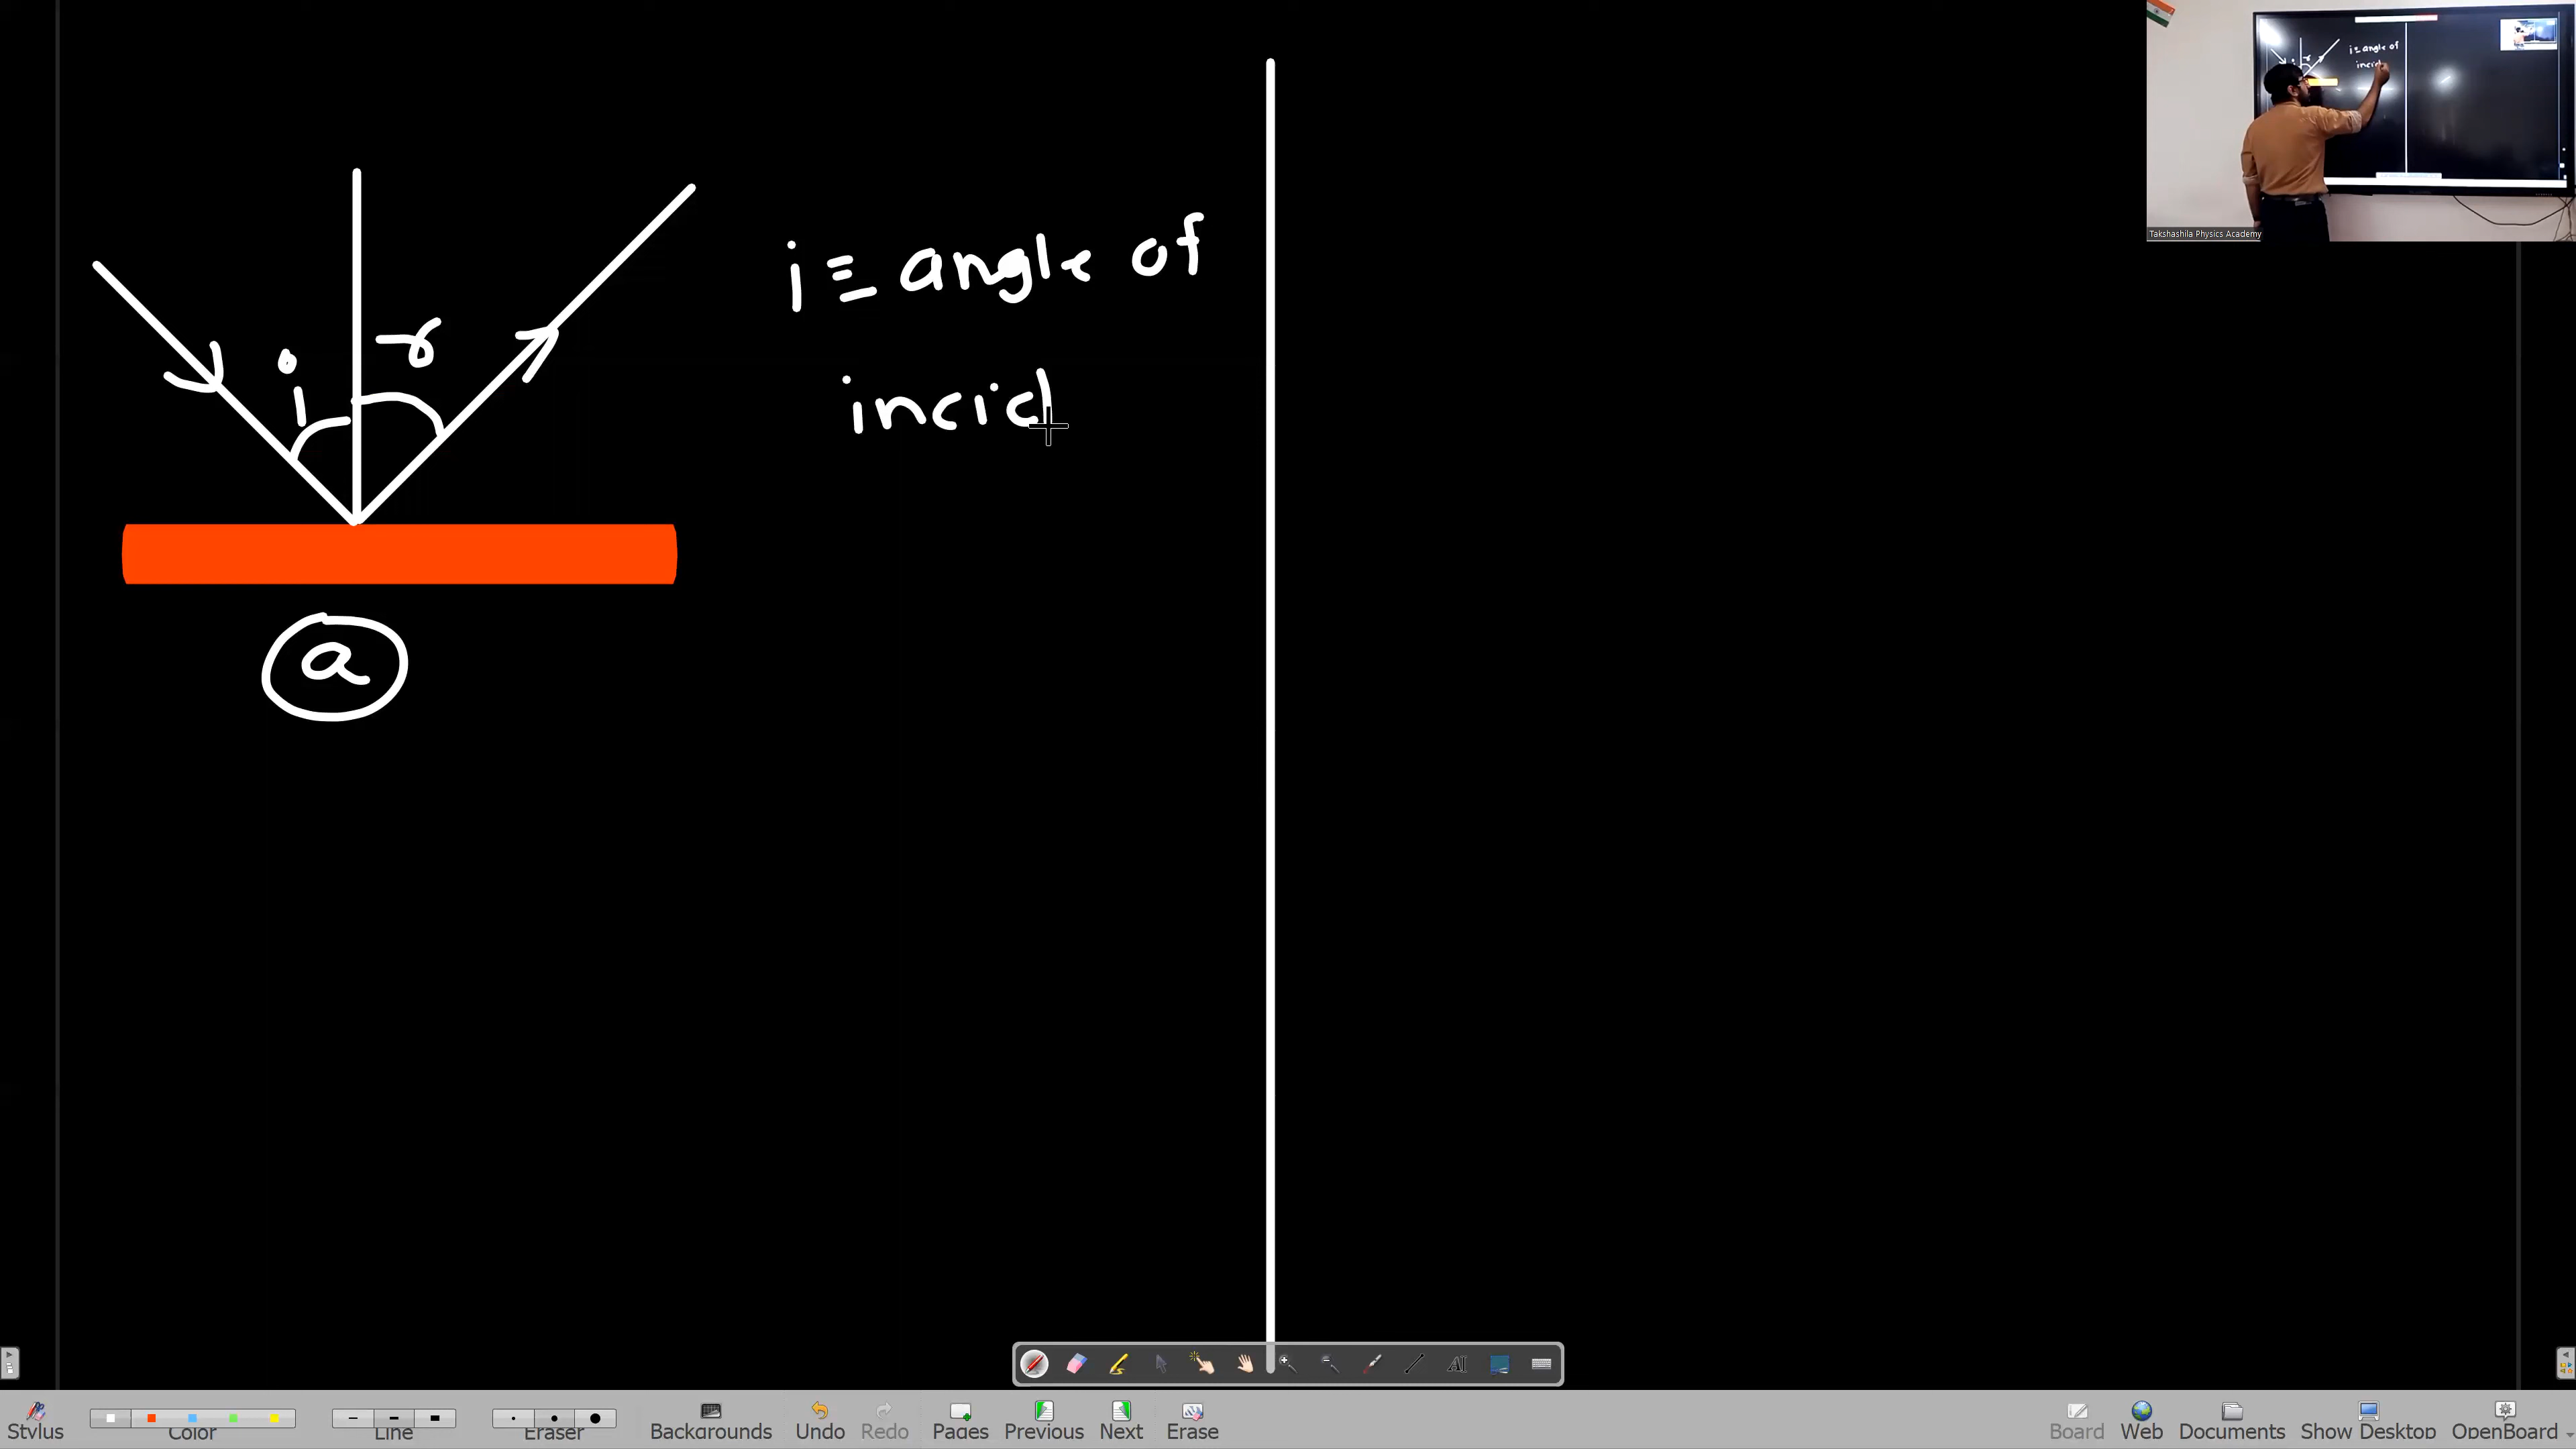 i ≡ angle of
incid
i
r
a
Takshashila Physics Academy
AI
Stylus
Color
Line
Eraser
Backgrounds
Undo
Redo
Pages
Previous
Next
Erase
Board
Web
Documents
Show Desktop
OpenBoard